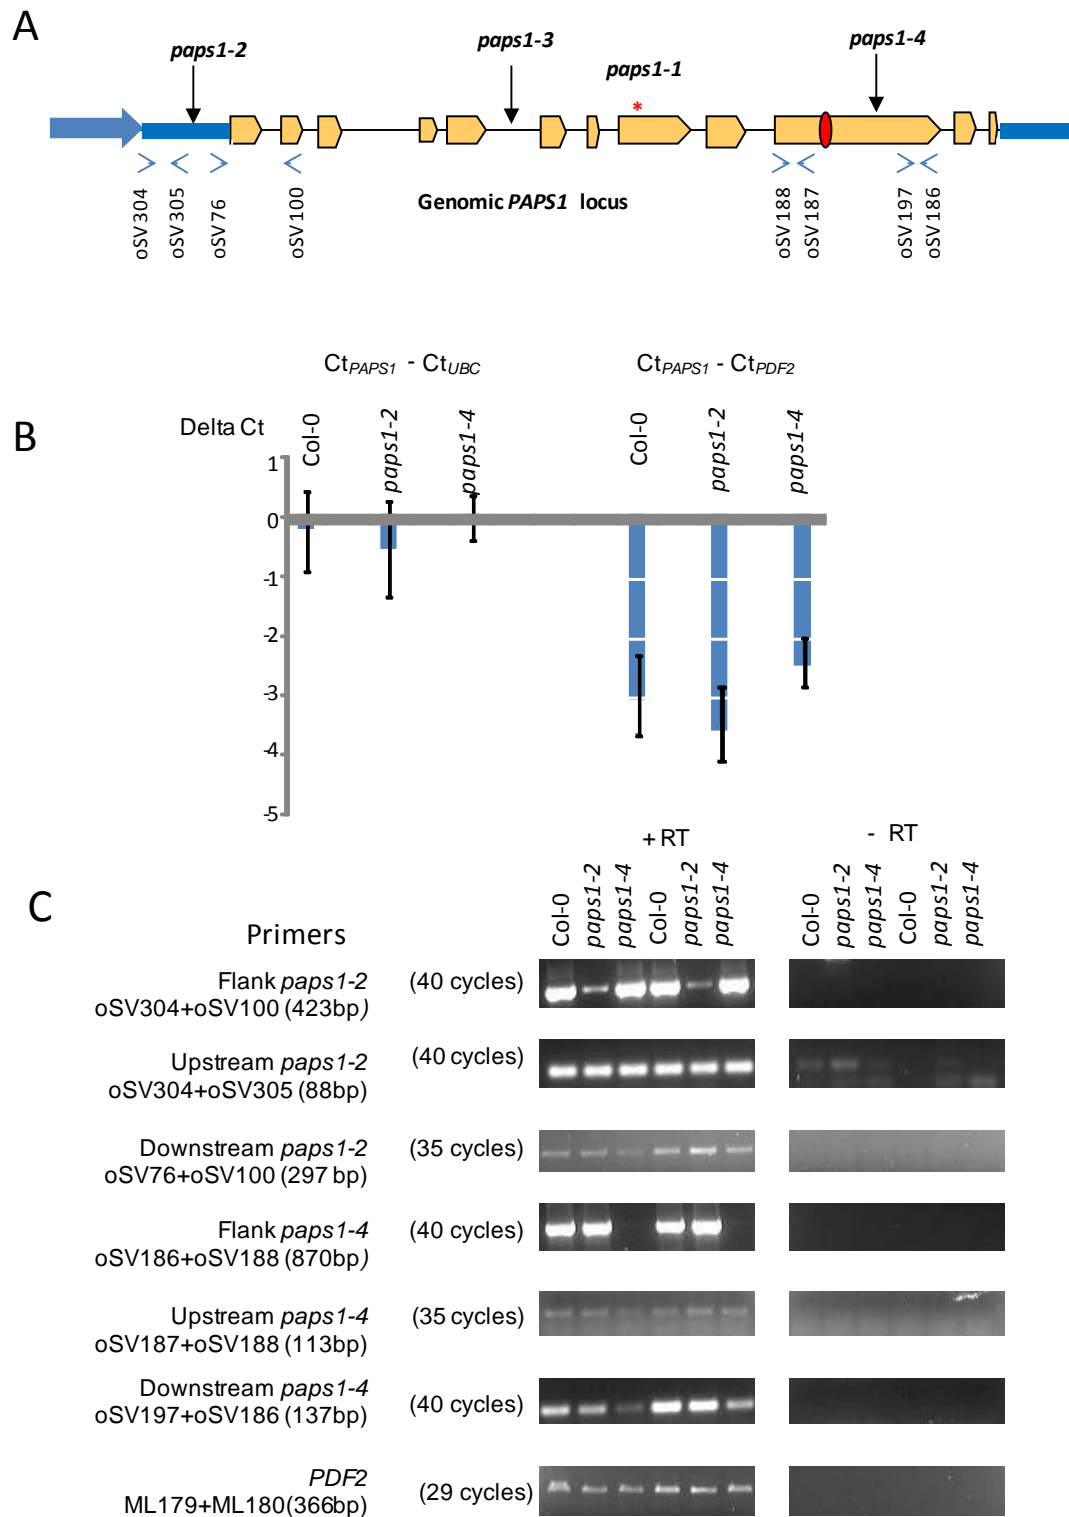 A
paps1-2
paps1-3
paps1-1
paps1-4
*
oSV304
oSV305
oSV76
oSV100
Genomic PAPS1 locus
oSV188
oSV187
oSV197
oSV186
CtPAPS1 - CtUBC
CtPAPS1 - CtPDF2
B
Delta Ct
Col-0
paps1-2
paps1-4
Col-0
paps1-2
paps1-4
1
0
-1
-2
-3
-4
-5
+ RT
- RT
C
Col-0
paps1-2
paps1-4
Col-0
paps1-2
paps1-4
Col-0
paps1-2
paps1-4
Col-0
paps1-2
paps1-4
Primers
Flank paps1-2 (40 cycles)
oSV304+oSV100 (423bp)
Upstream paps1-2 (40 cycles)
oSV304+oSV305 (88bp)
Downstream paps1-2 (35 cycles)
oSV76+oSV100 (297 bp)
Flank paps1-4 (40 cycles)
oSV186+oSV188 (870bp)
Upstream paps1-4 (35 cycles)
oSV187+oSV188 (113bp)
Downstream paps1-4 (40 cycles)
oSV197+oSV186 (137bp)
PDF2 (29 cycles)
ML179+ML180(366bp)